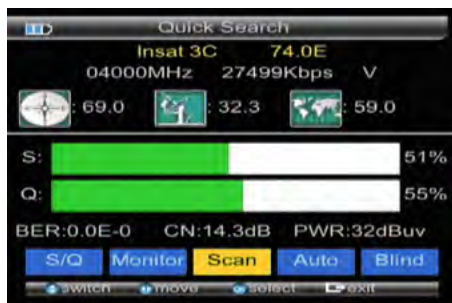 Quick Search
Insat 3C 74.0E
04000MHz 27499Kbps V
: 69.0 : 32.3 : 59.0
S: 51%
Q: 55%
BER:0.0E-0 CN:14.3dB PWR:32dBuv
S/Q Monitor Scan Auto Blind
switch move select exit